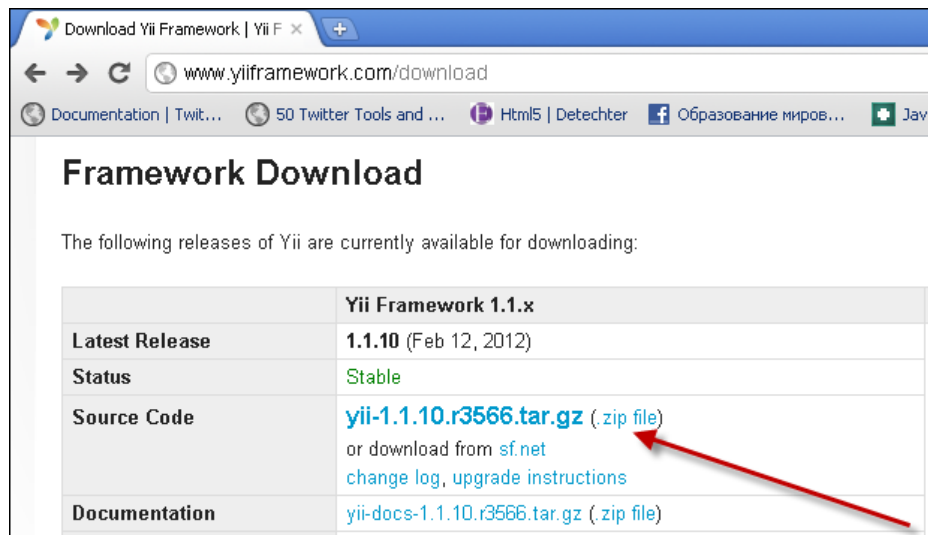 Download Yii Framework | Yii F
www.yiiframework.com/download
Documentation | Twit... 50 Twitter Tools and ... Html5 | Detechter Образование миров... Jav
Framework Download
The following releases of Yii are currently available for downloading:
Yii Framework 1.1.x
Latest Release 1.1.10 (Feb 12, 2012)
Status Stable
Source Code yii-1.1.10.r3566.tar.gz (.zip file)
or download from sf.net
change log, upgrade instructions
Documentation yii-docs-1.1.10.r3566.tar.gz (.zip file)